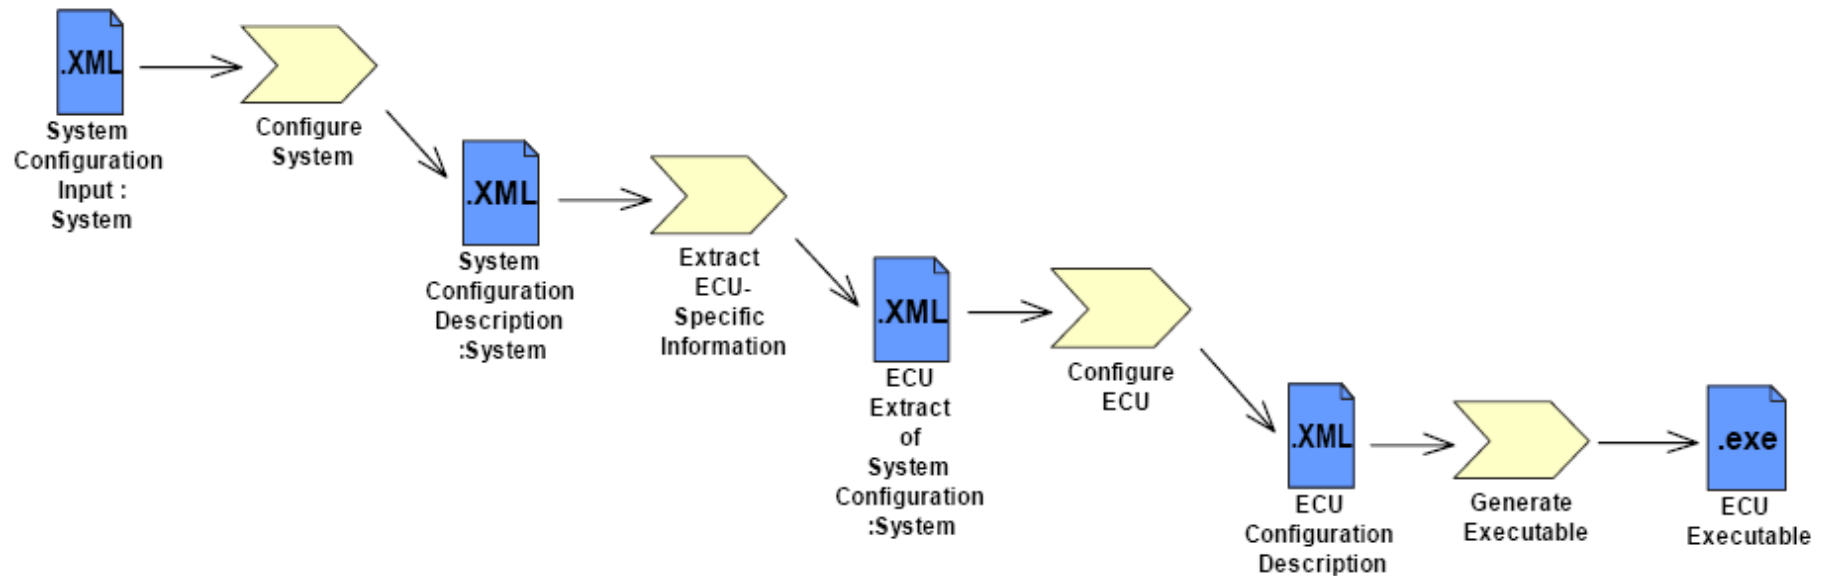 .XML
System
Configuration
Input :
System
Configure
System
.XML
System
Configuration
Description
:System
Extract
ECU-
Specific
Information
.XML
ECU
Extract
of
System
Configuration
:System
Configure
ECU
.XML
ECU
Configuration
Description
Generate
Executable
.exe
ECU
Executable